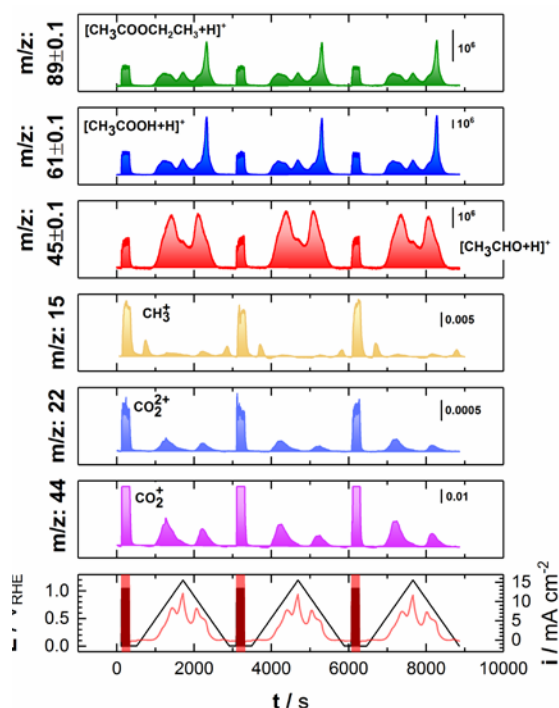 m/z: 89±0.1
[CH₃COOCH₂CH₃+H]⁺
10⁶
m/z: 61±0.1
[CH₃COOH+H]⁺
10⁶
m/z: 45±0.1
10⁶
[CH₃CHO+H]⁺
m/z: 15
CH₃⁺
0.005
m/z: 22
CO₂²⁺
0.0005
m/z: 44
CO₂⁺
0.01
RHE
1.0
0.5
0.0
15
10
5
0
i / mA cm⁻²
0 2000 4000 6000 8000 10000
t / s